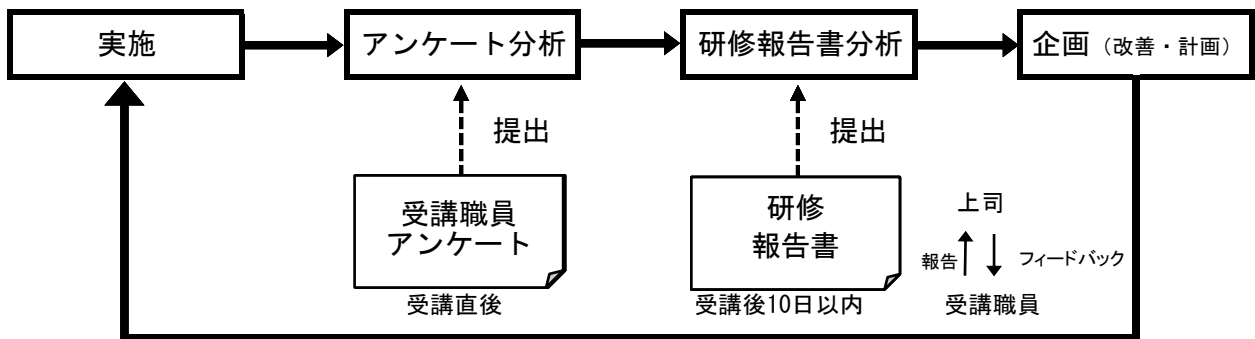 実施
アンケート分析
研修報告書分析
企画（改善・計画）
提出
提出
受講職員
アンケート
研修
報告書
上司
報告
フィードバック
受講直後
受講後10日以内
受講職員